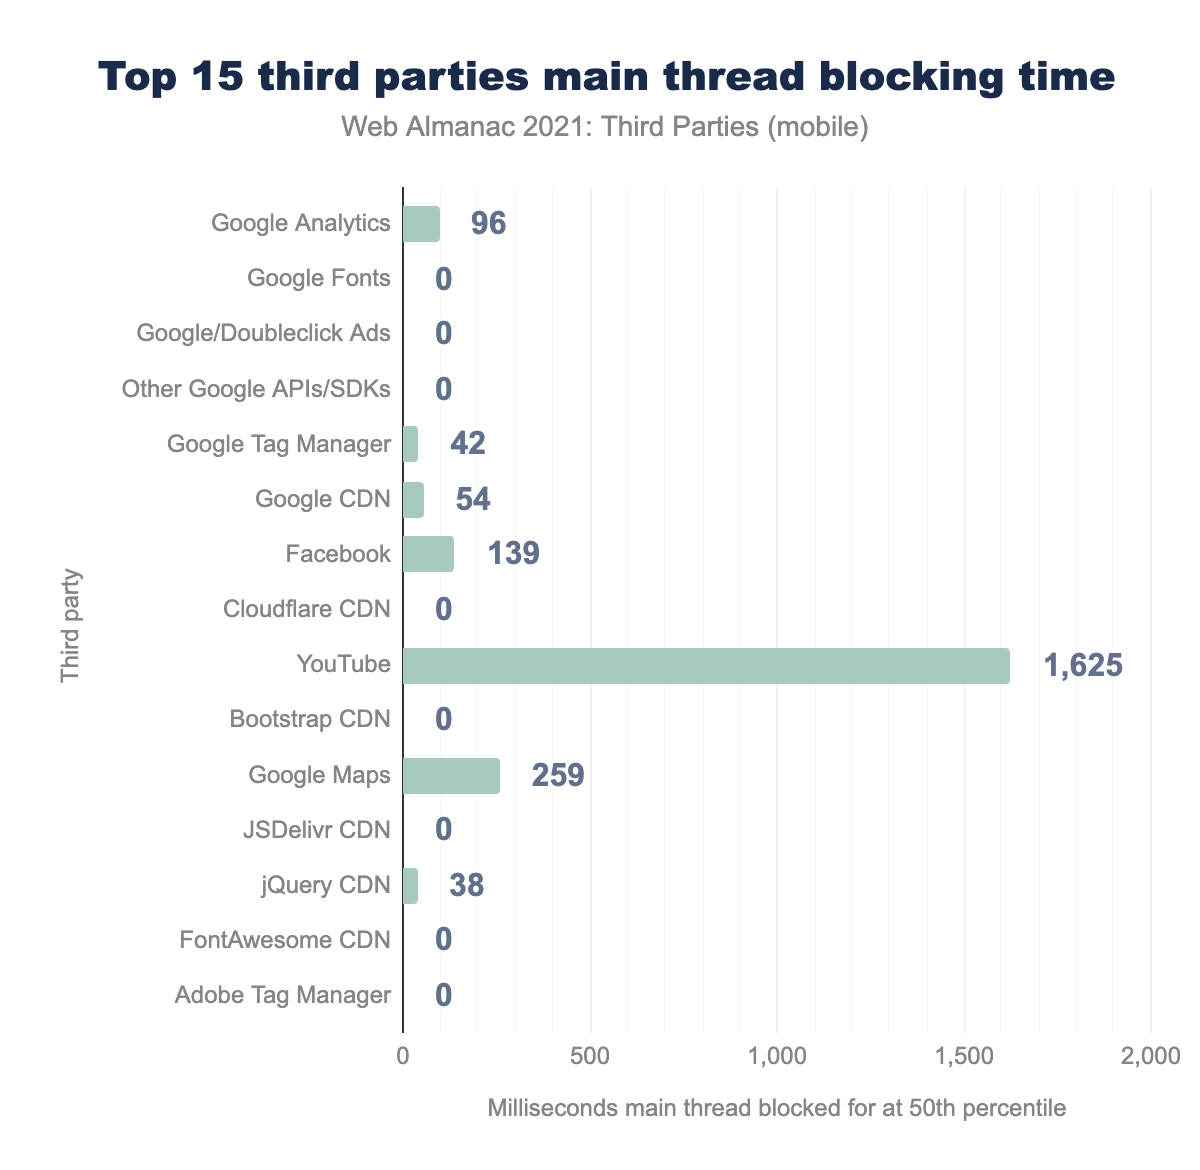 Top 15 third parties main thread blocking time
Web Almanac 2021: Third Parties (mobile)
Third party
Google Analytics 96
Google Fonts 0
Google/Doubleclick Ads 0
Other Google APIs/SDKs 0
Google Tag Manager 42
Google CDN 54
Facebook 139
Cloudflare CDN 0
YouTube 1,625
Bootstrap CDN 0
Google Maps 259
JSDelivr CDN 0
jQuery CDN 38
FontAwesome CDN 0
Adobe Tag Manager 0
0 500 1,000 1,500 2,000
Milliseconds main thread blocked for at 50th percentile